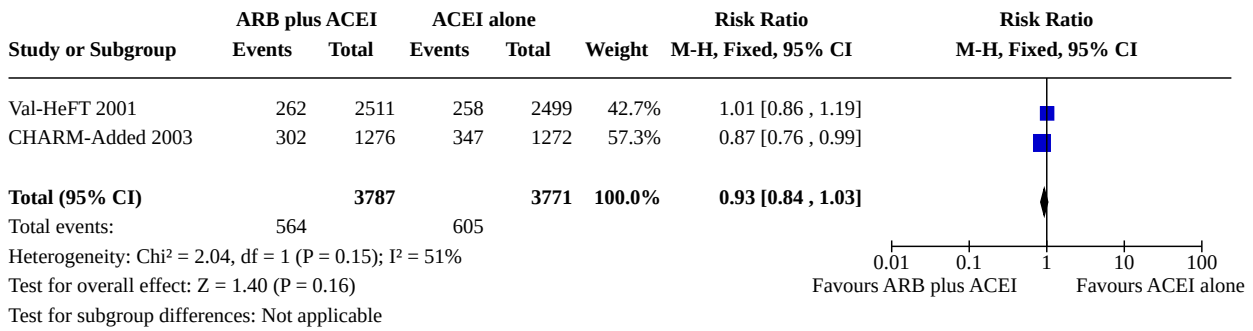 ARB plus ACEI ACEI alone Risk Ratio Risk Ratio
Study or Subgroup Events Total Events Total Weight M-H, Fixed, 95% CI M-H, Fixed, 95% CI
Val-HeFT 2001 262 2511 258 2499 42.7% 1.01 [0.86 , 1.19]
CHARM-Added 2003 302 1276 347 1272 57.3% 0.87 [0.76 , 0.99]
Total (95% CI) 3787 3771 100.0% 0.93 [0.84 , 1.03]
Total events: 564 605
Heterogeneity: Chi² = 2.04, df = 1 (P = 0.15); I² = 51%
0.01 0.1 1 10 100
Test for overall effect: Z = 1.40 (P = 0.16)
Favours ARB plus ACEI Favours ACEI alone
Test for subgroup differences: Not applicable